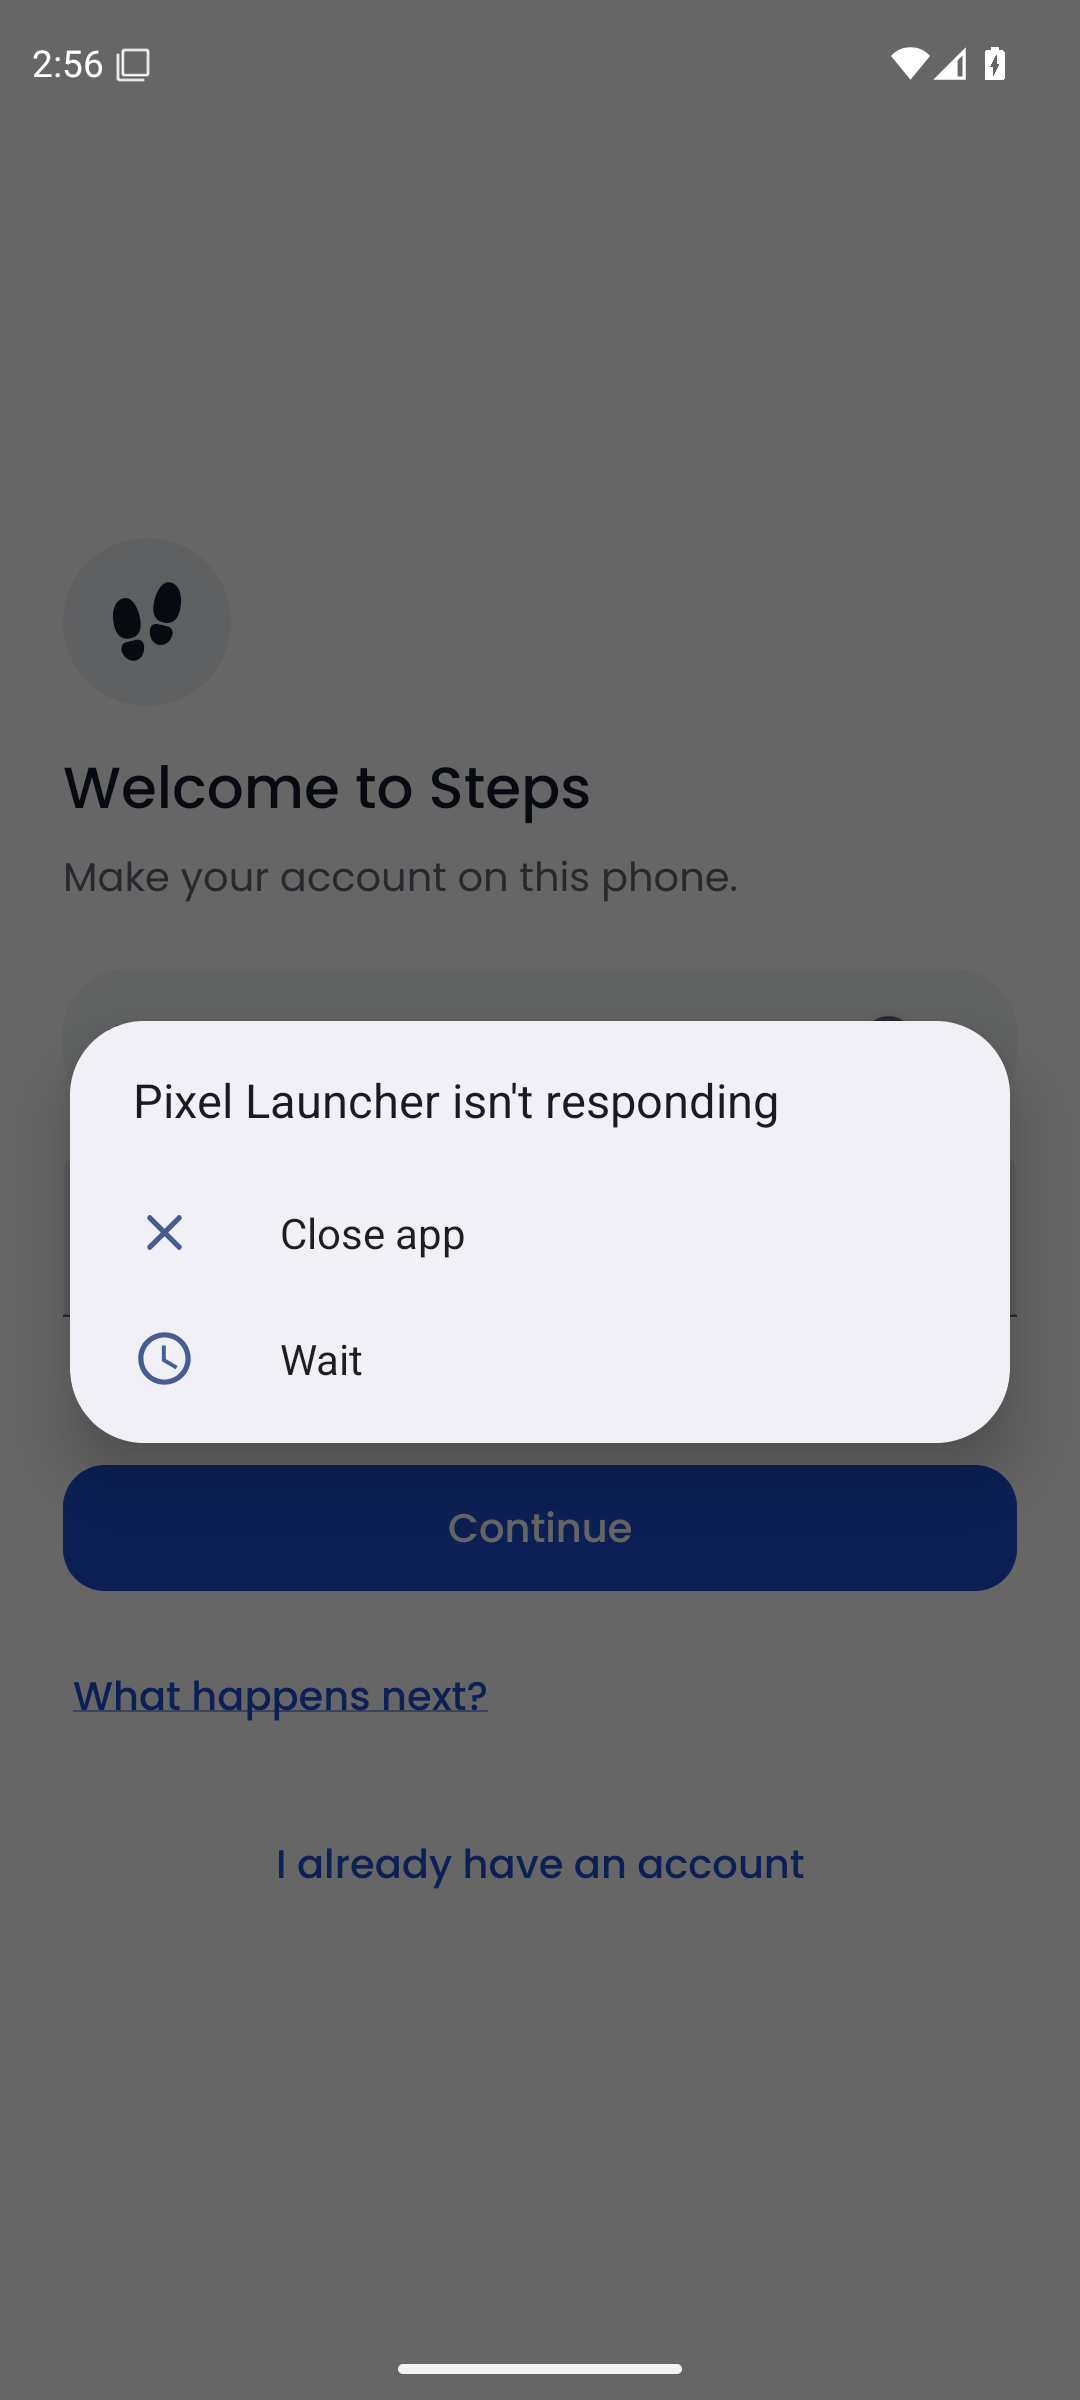 2:56
Welcome to Steps
Make your account on this phone.
Pixel Launcher isn't responding
Close app
Wait
Continue
What happens next?
I already have an account